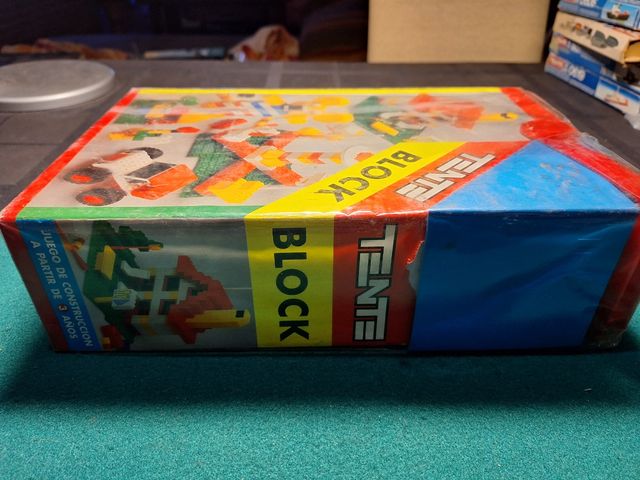 BLOCK
TENTE
JUEGO DE CONSTRUCCION
A PARTIR DE 3 AÑOS
BLOCK
TENTE